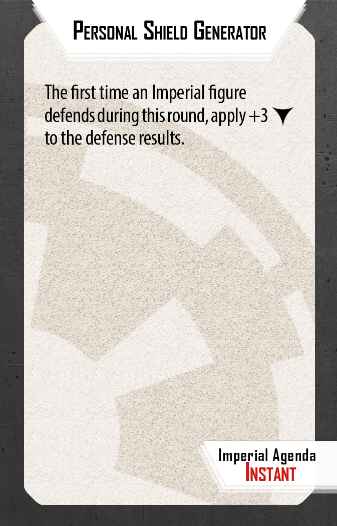 Personal Shield Generator
The first time an Imperial figure
defends during this round, apply +3
to the defense results.
Imperial Agenda
Instant